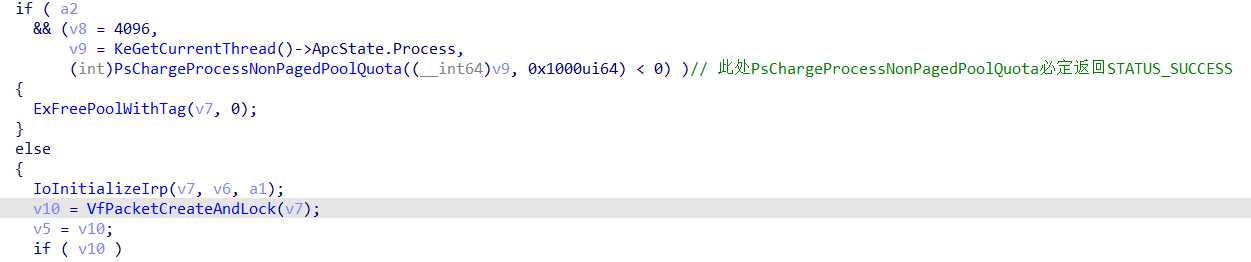 if ( a2
&& (v8 = 4096,
v9 = KeGetCurrentThread()->ApcState.Process,
(int)PsChargeProcessNonPagedPoolQuota((__int64)v9, 0x1000ui64) < 0) )// 此处PsChargeProcessNonPagedPoolQuota必定返回STATUS_SUCCESS
{
ExFreePoolWithTag(v7, 0);
}
else
{
IoInitializeIrp(v7, v6, a1);
v10 = VfPacketCreateAndLock(v7);
v5 = v10;
if ( v10 )